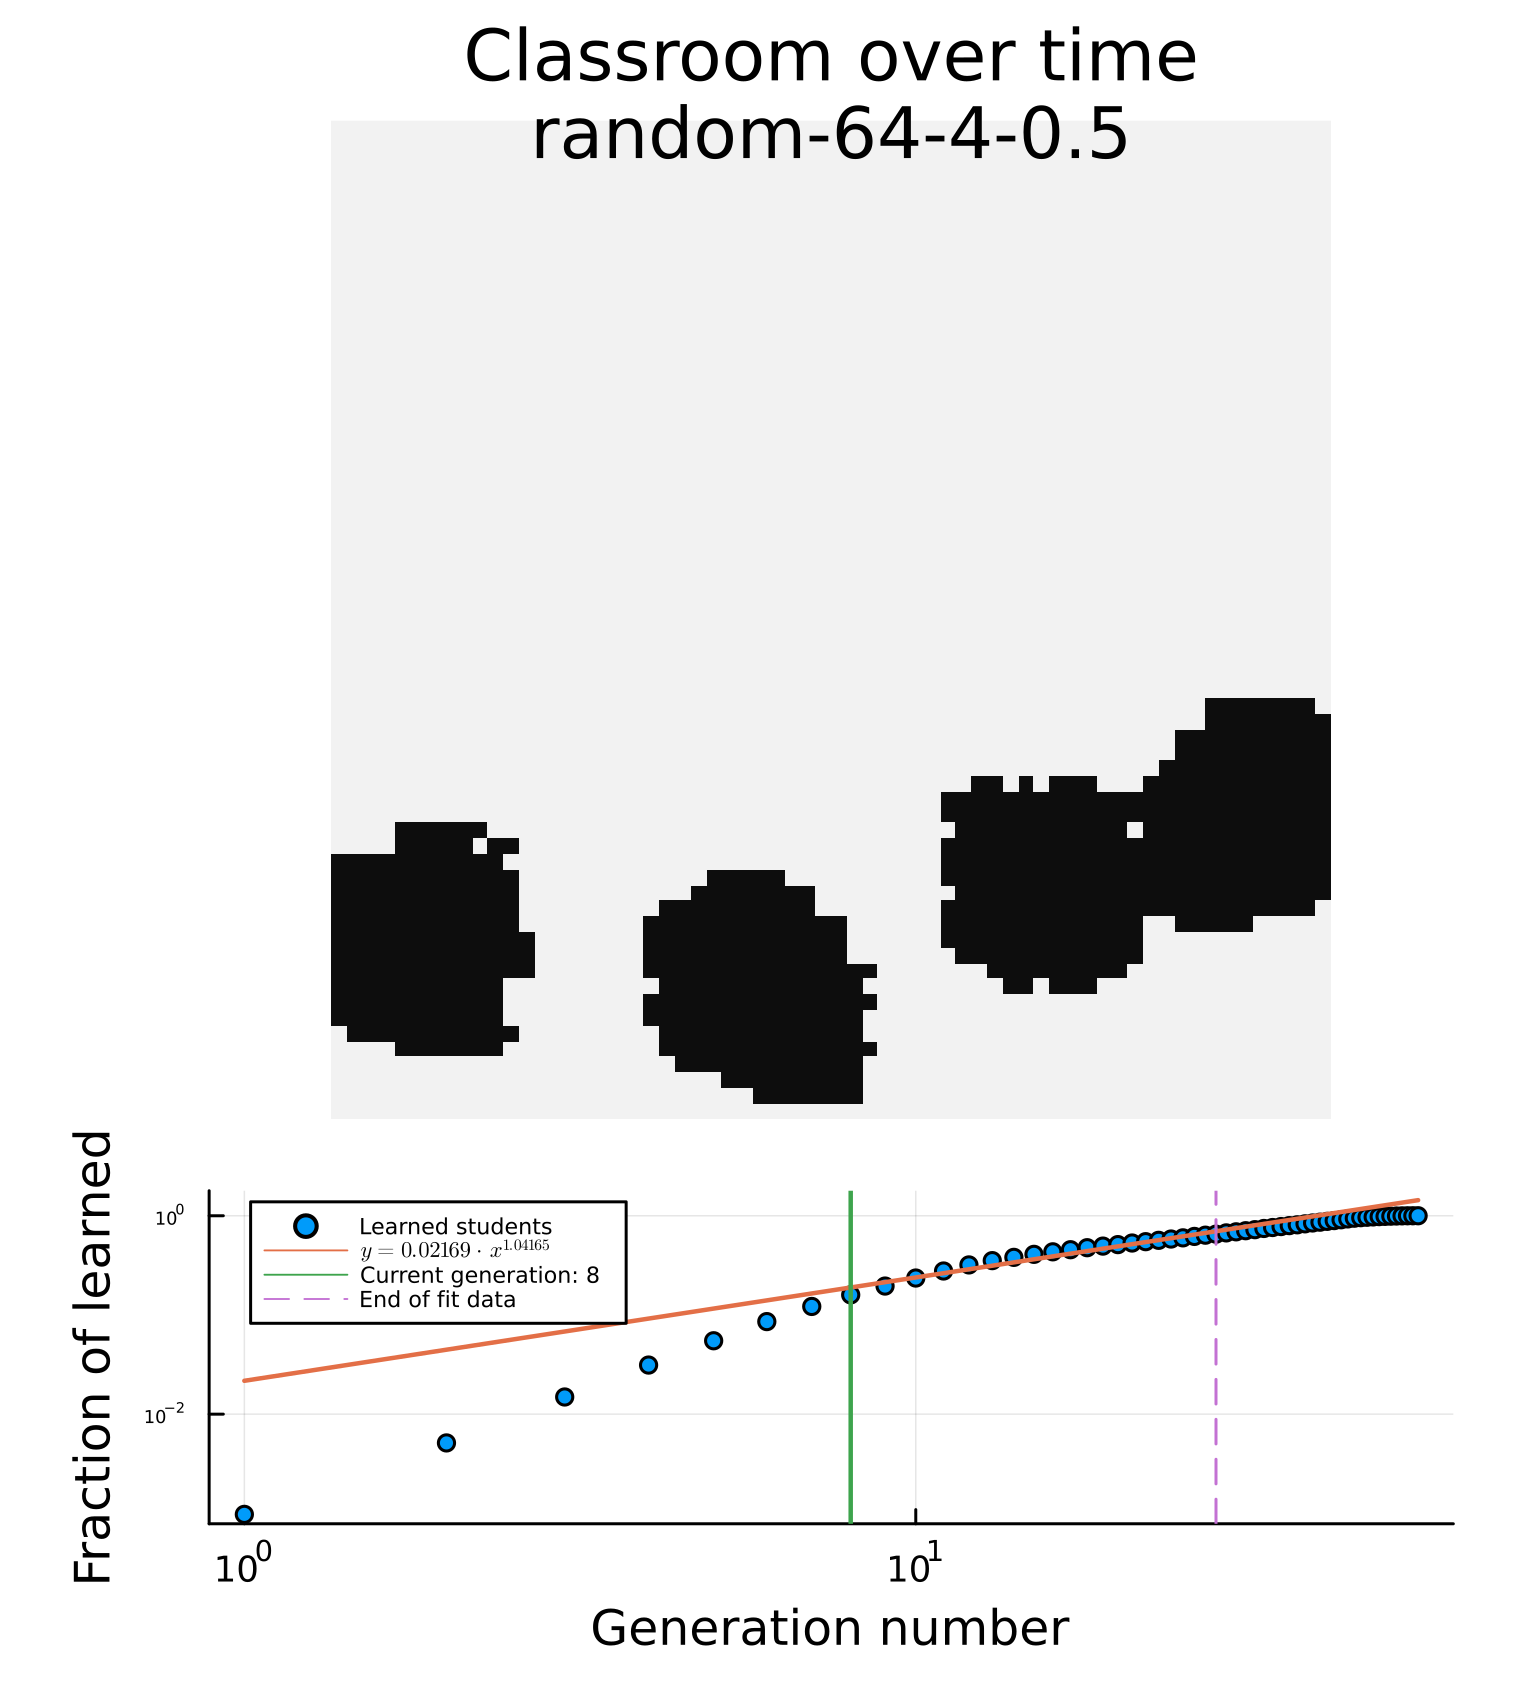 Classroom over time
random-64-4-0.5
Fraction of learned
10⁰
10⁻²
Learned students
y = 0.02169 · x^1.04165
Current generation: 8
End of fit data
10⁰
10¹
Generation number